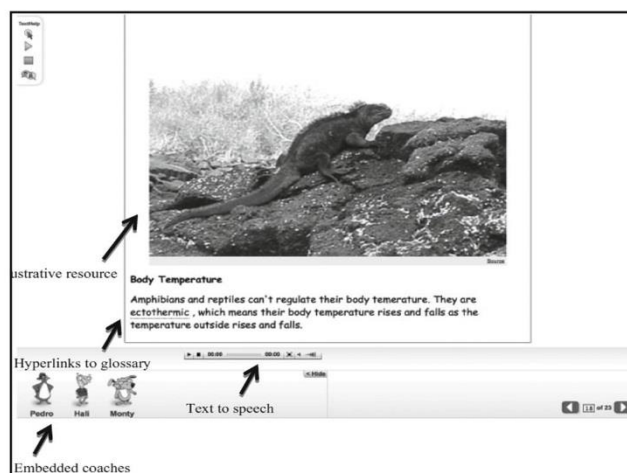 TextHelp
Source
ustrative resource
Body Temperature
Amphibians and reptiles can't regulate their body temerature. They are
ectothermic , which means their body temperature rises and falls as the
temperature outside rises and falls.
Hyperlinks to glossary
00:00 00:00
< Hide
Pedro Hali Monty
Text to speech
18 of 23
Embedded coaches